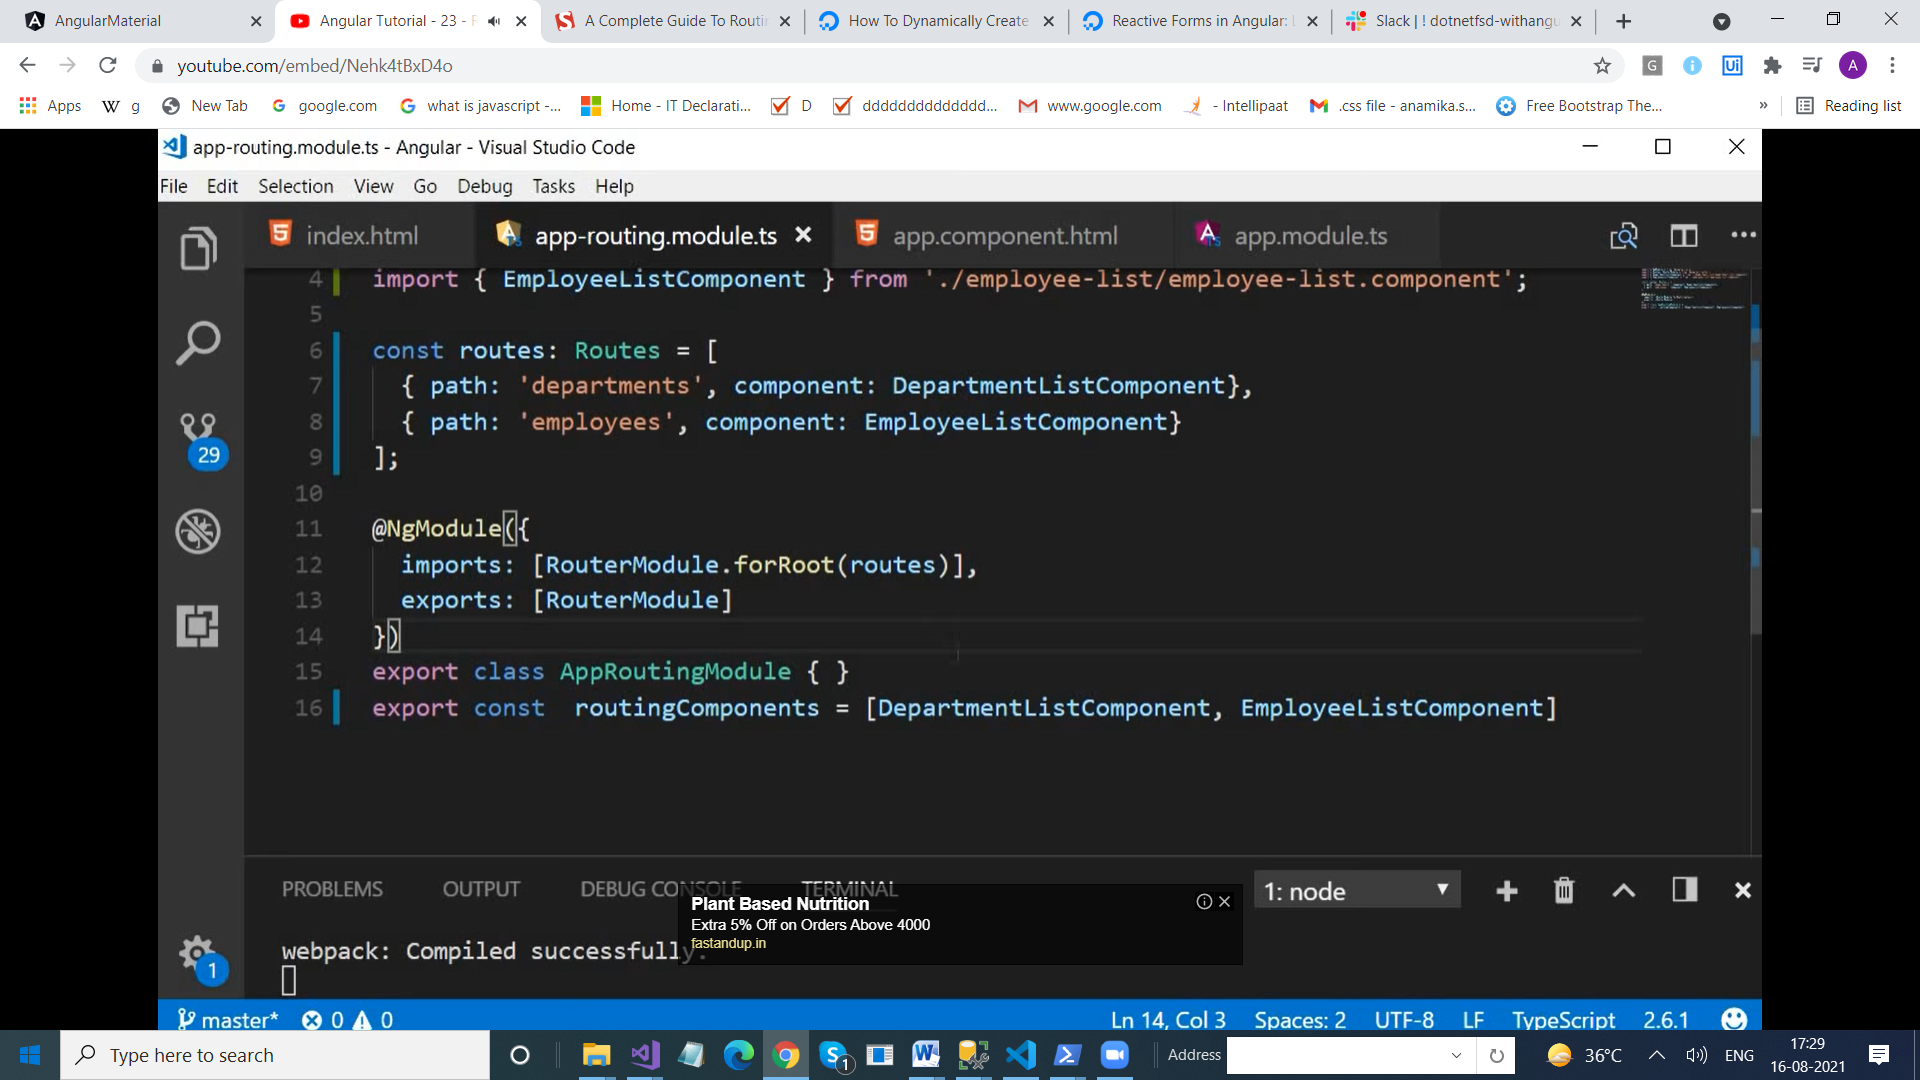 AngularMaterial
Angular Tutorial - 23 -
A Complete Guide To Routi
How To Dynamically Create
Reactive Forms in Angular:
Slack | ! dotnetfsd-withangu
youtube.com/embed/Nehk4tBxD4o
G
Ui
A
Apps
W g
New Tab
google.com
what is javascript -...
Home - IT Declarati...
D
ddddddddddddddd...
www.google.com
- Intellipaat
.css file - anamika.s...
Free Bootstrap The...
»
Reading list
app-routing.module.ts - Angular - Visual Studio Code
File Edit Selection View Go Debug Tasks Help
index.html
app-routing.module.ts
app.component.html
app.module.ts
4 import { EmployeeListComponent } from './employee-list/employee-list.component';
5
6 const routes: Routes = [
7 { path: 'departments', component: DepartmentListComponent},
8 { path: 'employees', component: EmployeeListComponent}
9 ];
10
11 @NgModule({
12 imports: [RouterModule.forRoot(routes)],
13 exports: [RouterModule]
14 })
15 export class AppRoutingModule { }
16 export const routingComponents = [DepartmentListComponent, EmployeeListComponent]
29
1
PROBLEMS OUTPUT DEBUG CONSOLE TERMINAL
1: node
Plant Based Nutrition
Extra 5% Off on Orders Above 4000
fastandup.in
webpack: Compiled successfully.
master* 0 0
Ln 14, Col 3 Spaces: 2 UTF-8 LF TypeScript 2.6.1
Type here to search
1
Address
36°C
ENG
17:29
16-08-2021